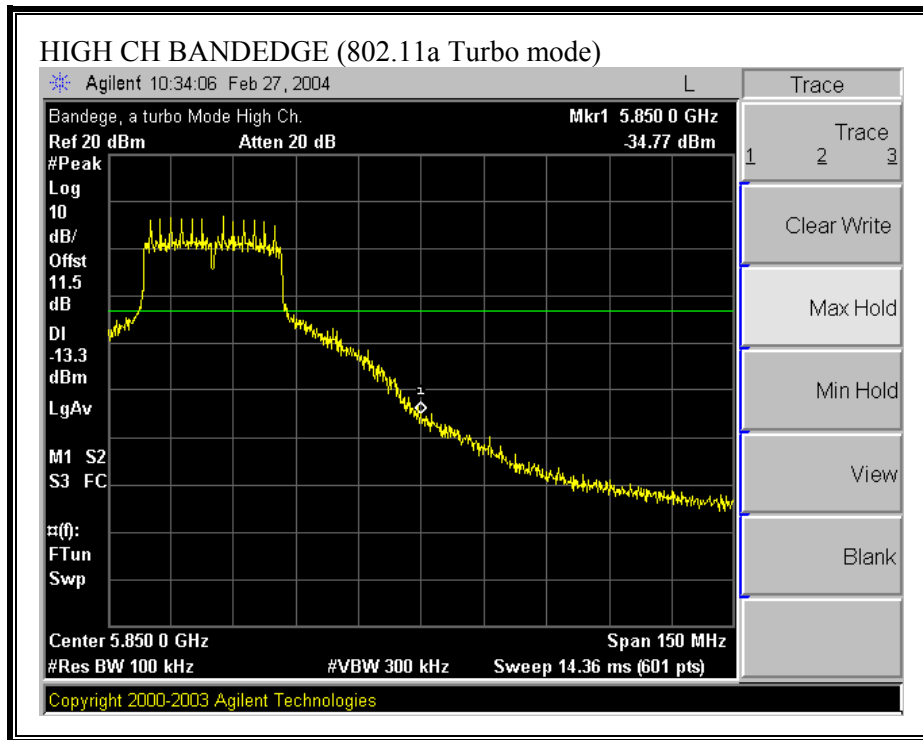 HIGH CH BANDEDGE (802.11a Turbo mode)
Agilent 10:34:06 Feb 27, 2004 L
Trace
Bandege, a turbo Mode High Ch.
Mkr1 5.850 0 GHz
Ref 20 dBm Atten 20 dB -34.77 dBm
#Peak
Log
10
dB/
Offst
11.5
dB
DI
-13.3
dBm
LgAv
M1 S2
S3 FC
¤(f):
FTun
Swp
1
Center 5.850 0 GHz Span 150 MHz
#Res BW 100 kHz #VBW 300 kHz Sweep 14.36 ms (601 pts)
Copyright 2000-2003 Agilent Technologies
Trace
1 2 3
Clear Write
Max Hold
Min Hold
View
Blank